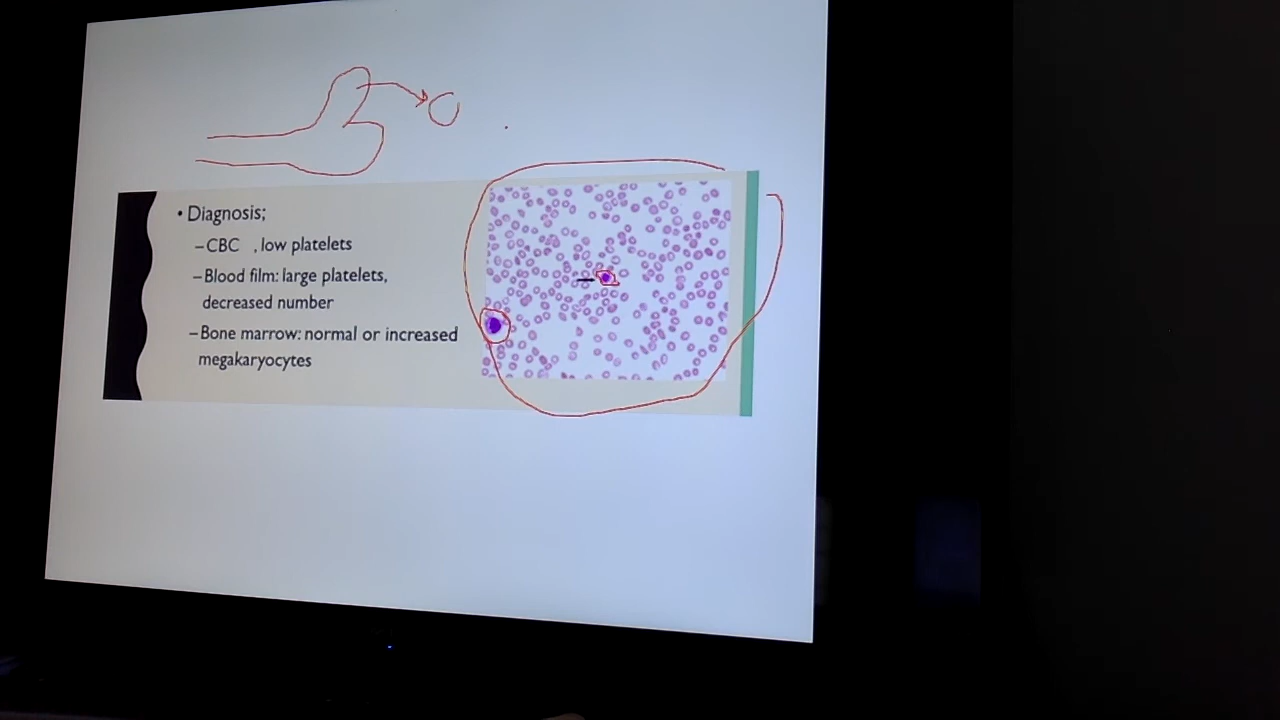 • Diagnosis;
–CBC , low platelets
–Blood film: large platelets,
decreased number
–Bone marrow: normal or increased
megakaryocytes